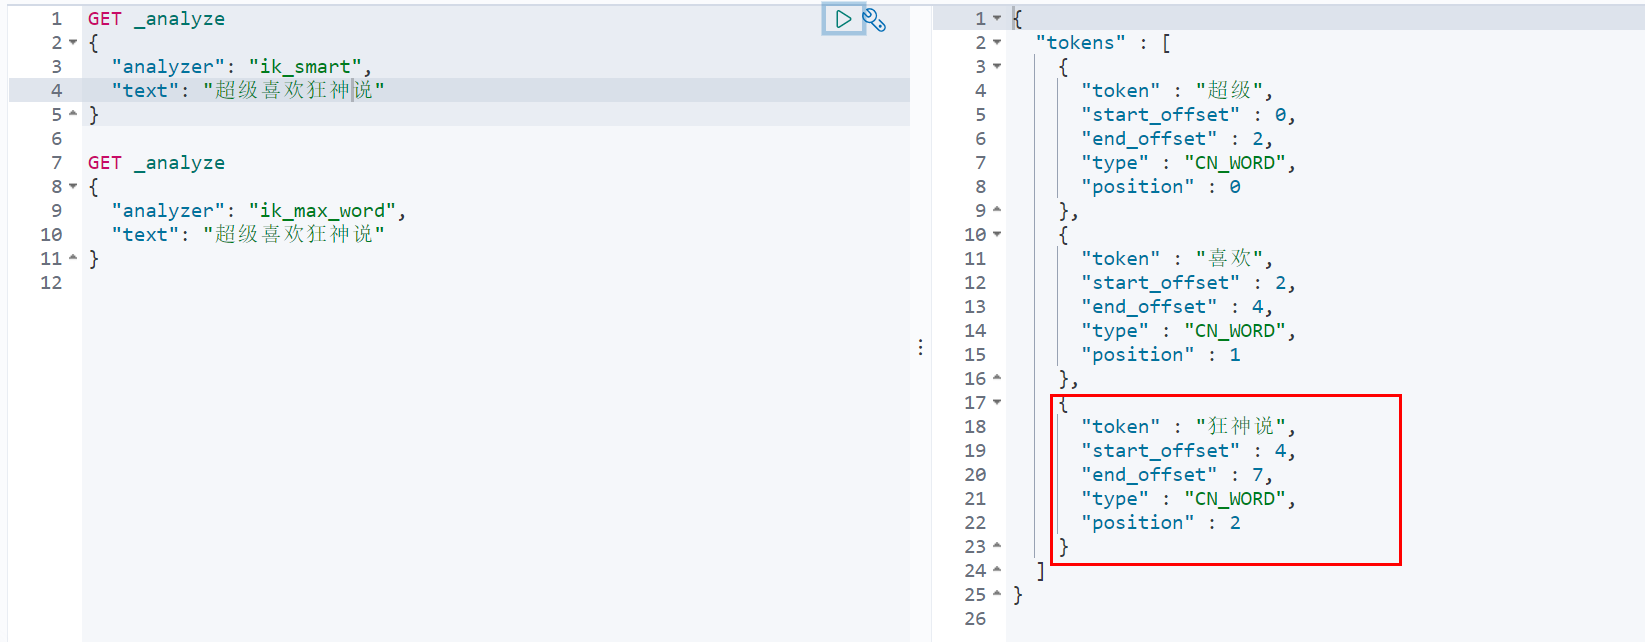 1 GET _analyze
2 {
3 "analyzer": "ik_smart",
4 "text": "超级喜欢狂神说"
5 }
6
7 GET _analyze
8 {
9 "analyzer": "ik_max_word",
10 "text": "超级喜欢狂神说"
11 }
12
1 {
2 "tokens" : [
3 {
4 "token" : "超级",
5 "start_offset" : 0,
6 "end_offset" : 2,
7 "type" : "CN_WORD",
8 "position" : 0
9 },
10 {
11 "token" : "喜欢",
12 "start_offset" : 2,
13 "end_offset" : 4,
14 "type" : "CN_WORD",
15 "position" : 1
16 },
17 {
18 "token" : "狂神说",
19 "start_offset" : 4,
20 "end_offset" : 7,
21 "type" : "CN_WORD",
22 "position" : 2
23 }
24 ]
25 }
26